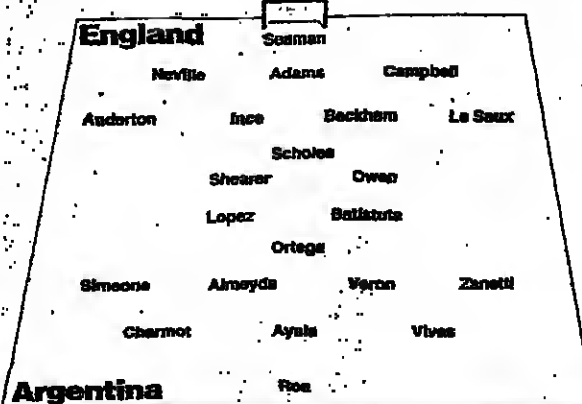 England
Seaman
Neville Adams Campbell
Anderton Ince Beckham Le Saux
Scholes
Shearer Owen
Lopez Batistuta
Ortega
Simeone Almeyda Veron Zanetti
Charmot Ayala Vivas
Roa
Argentina